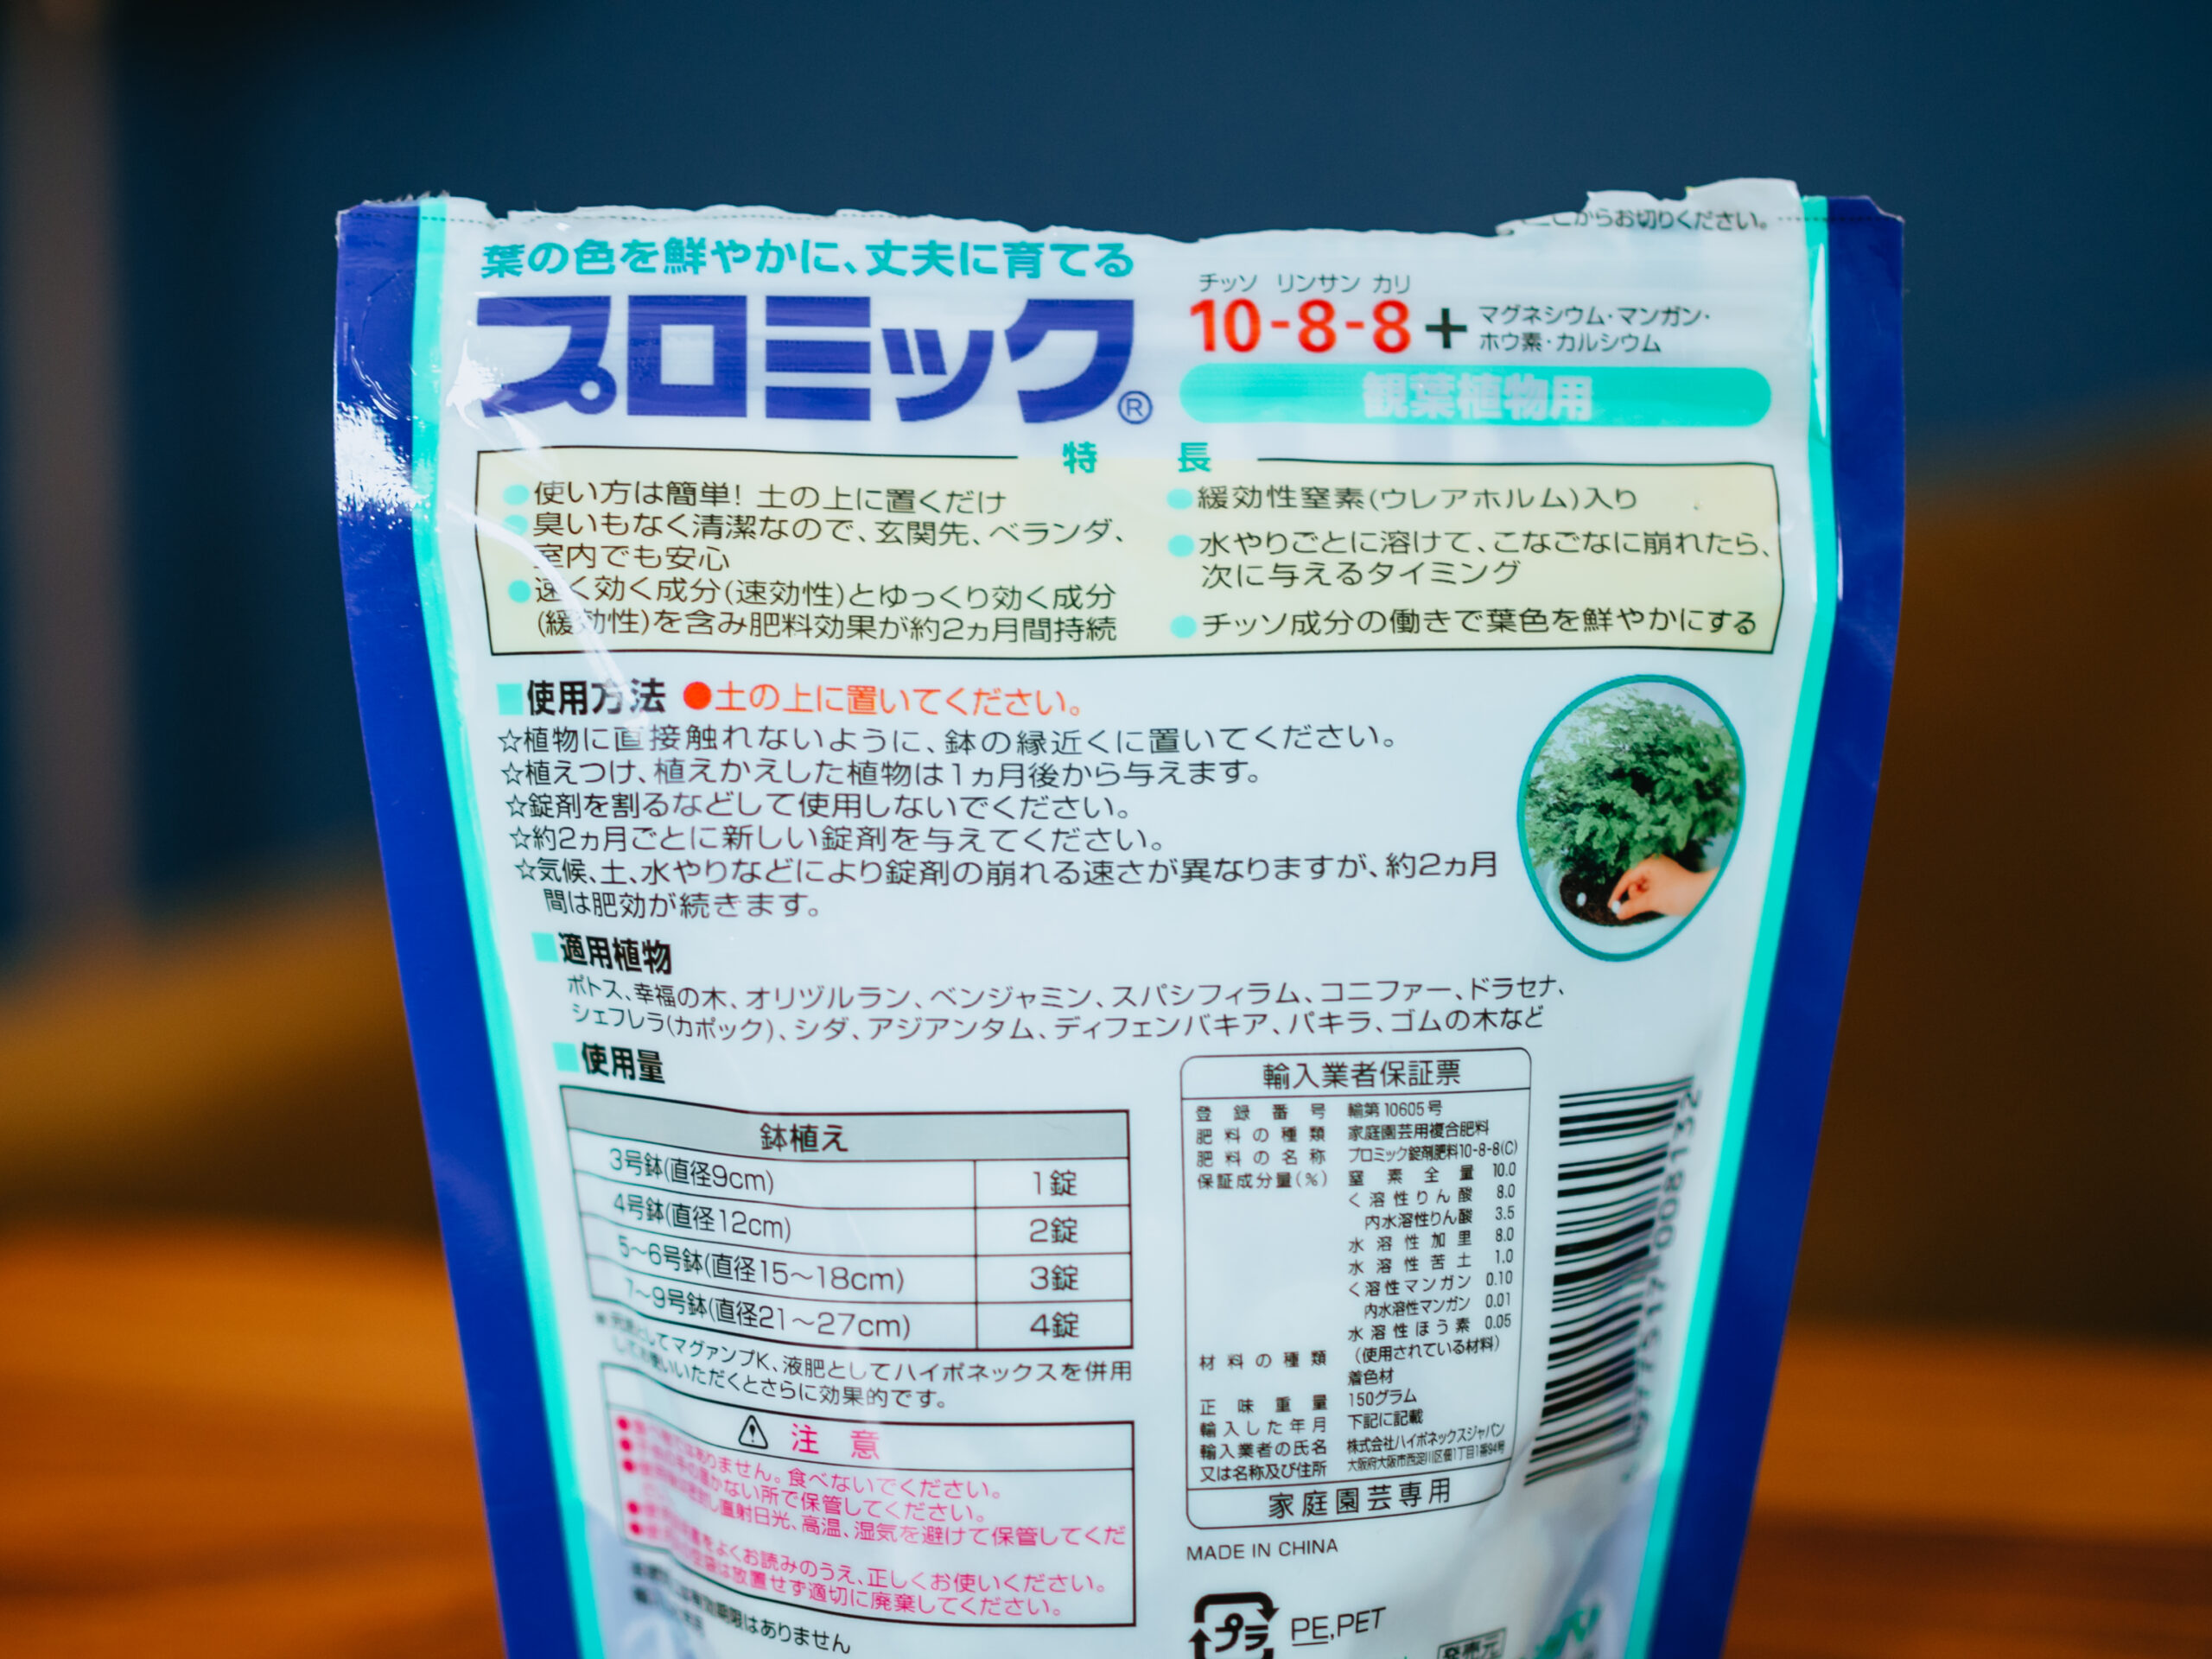 からお切りください。
葉の色を鮮やかに、丈夫に育てる
プロミック®
チッソ リンサン カリ
10-8-8+
マグネシウム・マンガン・
ホウ素・カルシウム
観葉植物用
特長
使い方は簡単! 土の上に置くだけ
臭いもなく清潔なので、玄関先、ベランダ、
室内でも安心
速く効く成分(速効性)とゆっくり効く成分
(緩効性)を含み肥料効果が約2ヵ月間持続
緩効性窒素(ウレアホルム)入り
水やりごとに溶けて、こなごなに崩れたら、
次に与えるタイミング
チッソ成分の働きで葉色を鮮やかにする
■使用方法 ●土の上に置いてください。
☆植物に直接触れないように、鉢の縁近くに置いてください。
☆植えつけ、植えかえした植物は1ヵ月後から与えます。
☆錠剤を割るなどして使用しないでください。
☆約2ヵ月ごとに新しい錠剤を与えてください。
☆気候、土、水やりなどにより錠剤の崩れる速さが異なりますが、約2ヵ月
間は肥効が続きます。
■適用植物
ポトス、幸福の木、オリヅルラン、ベンジャミン、スパシフィラム、コニファー、ドラセナ、
シェフレラ(カポック)、シダ、アジアンタム、ディフェンバキア、パキラ、ゴムの木など
■使用量
鉢植え
3号鉢(直径9cm) 1錠
4号鉢(直径12cm) 2錠
5～6号鉢(直径15～18cm) 3錠
7～9号鉢(直径21～27cm) 4錠
としてマグァンプK、液肥としてハイポネックスを併用
いいただくとさらに効果的です。
注意
ありません。食べないでください。
かない所で保管してください。
直射日光、高温、湿気を避けて保管してくだ
をよくお読みのうえ、正しくお使いください。
は放置せず適切に廃棄してください。
期限はありません
輸入業者保証票
登録番号 輸第10605号
肥料の種類 家庭園芸用複合肥料
肥料の名称 プロミック錠剤肥料10-8-8(C)
保証成分量(%) 窒素全量 10.0
く溶性りん酸 8.0
内水溶性りん酸 3.5
水溶性加里 8.0
水溶性苦土 1.0
く溶性マンガン 0.10
内水溶性マンガン 0.01
水溶性ほう素 0.05
材料の種類 (使用されている材料)
着色材
正味重量 150グラム
輸入した年月 下記に記載
輸入業者の氏名 株式会社ハイポネックスジャパン
又は名称及び住所 大阪府大阪市西淀川区佃1丁目1番94号
家庭園芸専用
MADE IN CHINA
プラ PE,PET
発売元
008132